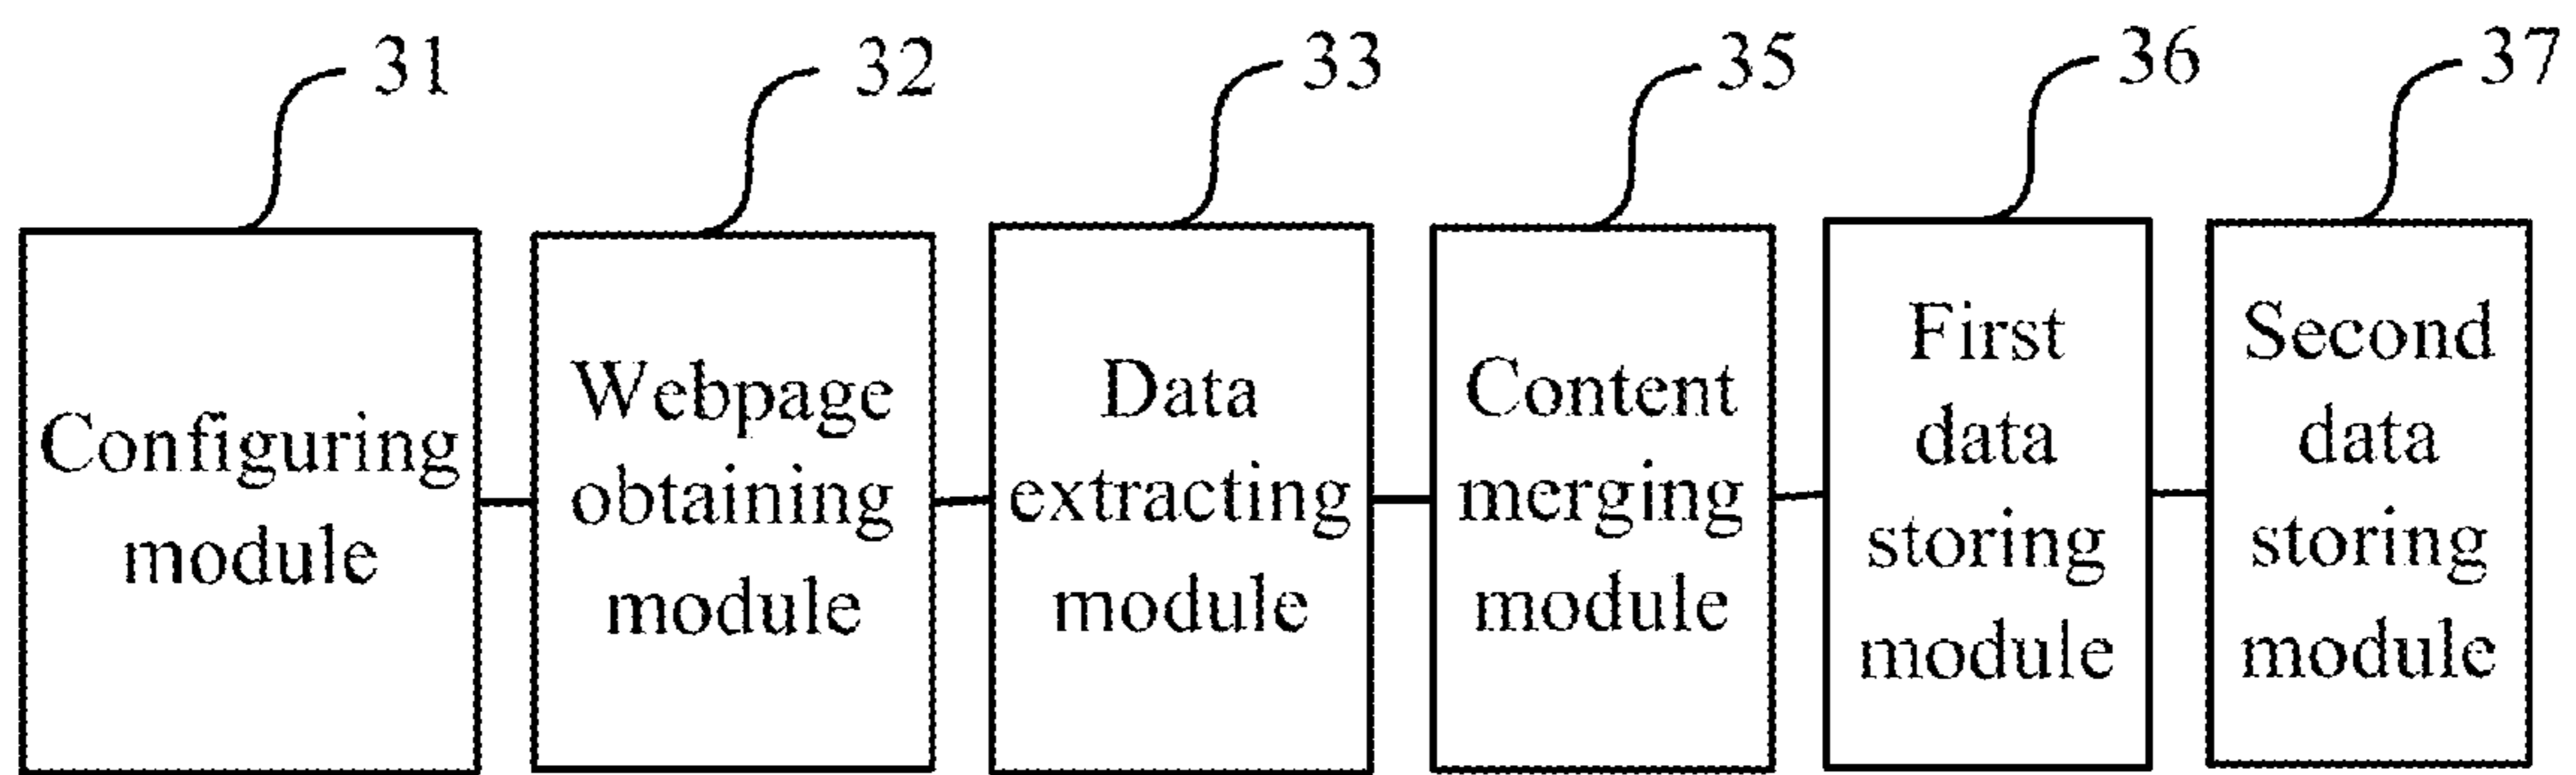 31
32
33
35
36
37
Configuring
module
Webpage
obtaining
module
Data
extracting
module
Content
merging
module
First
data
storing
module
Second
data
storing
module